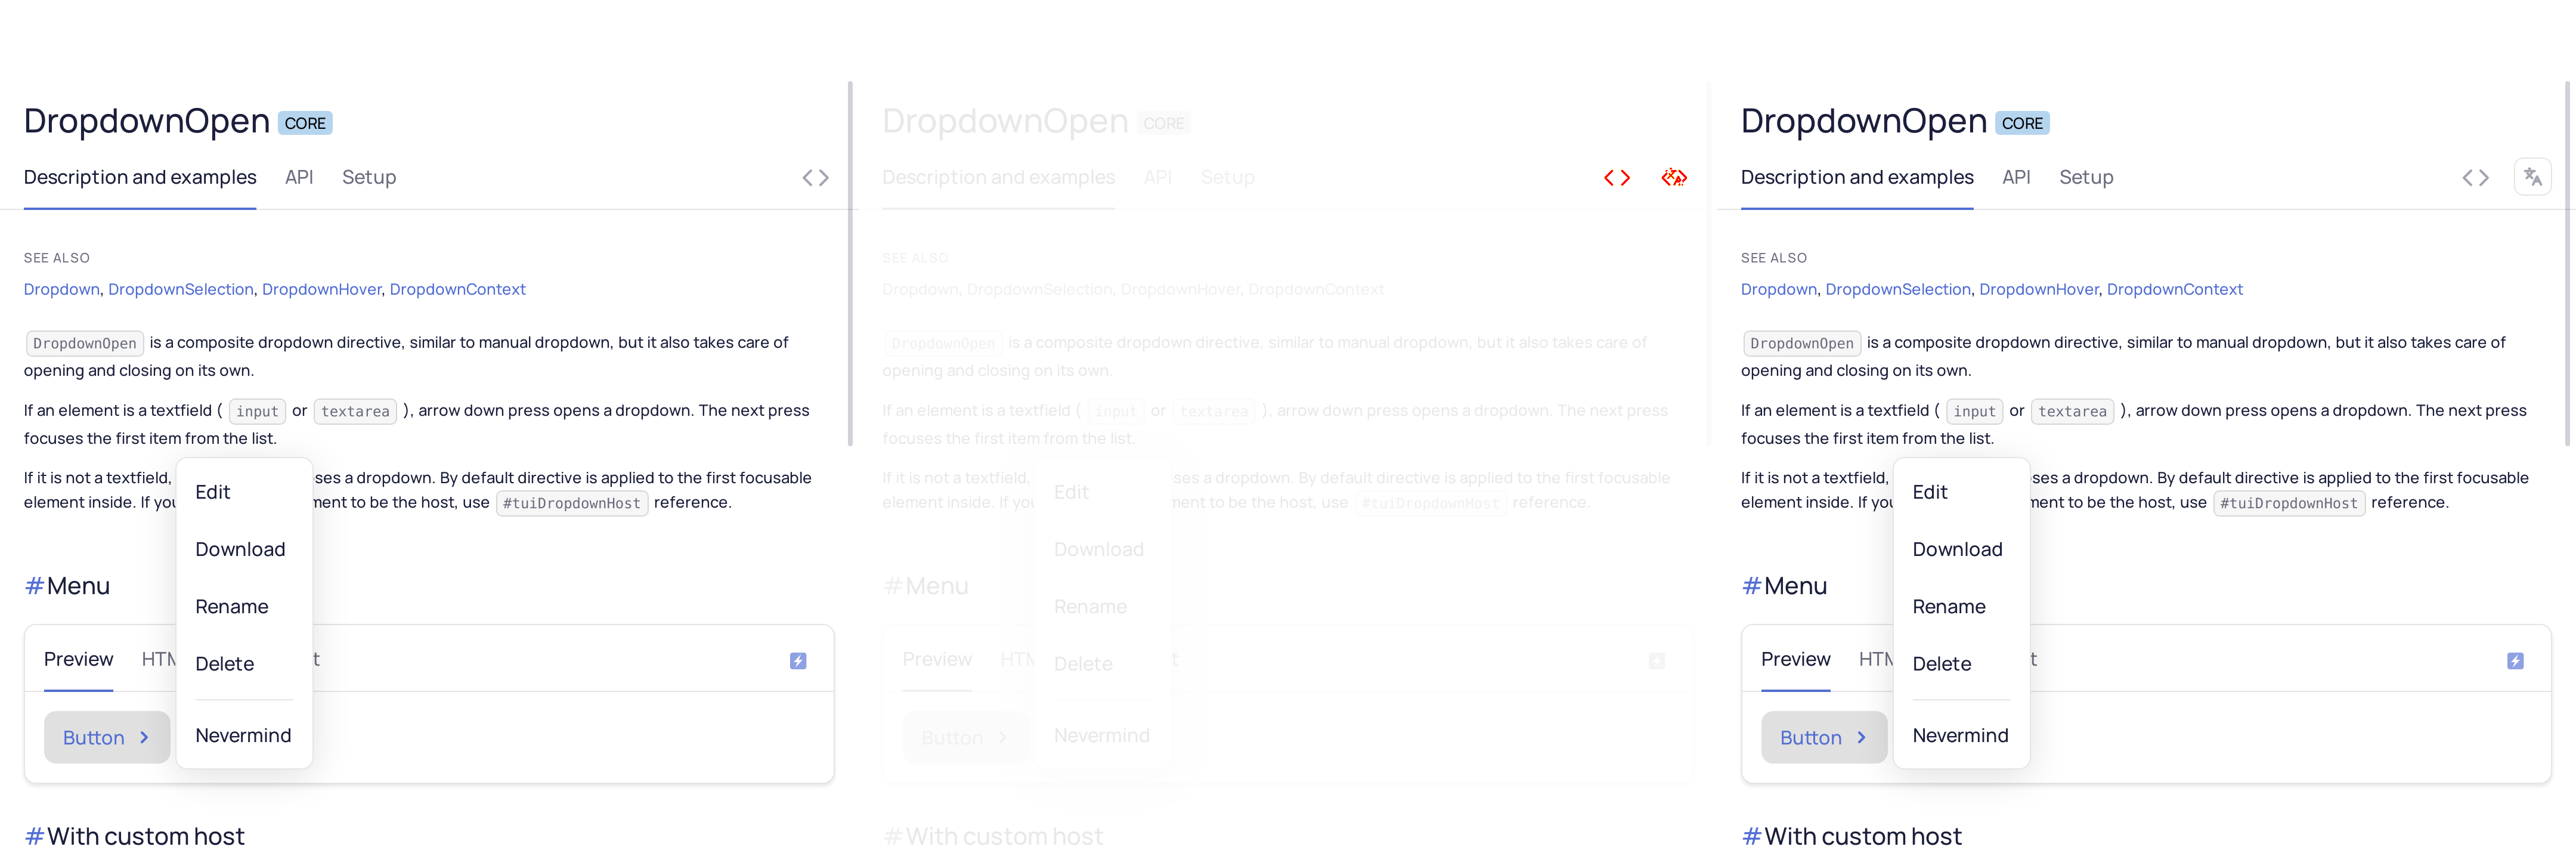 DropdownOpen CORE
Description and examples API Setup
SEE ALSO
Dropdown, DropdownSelection, DropdownHover, DropdownContext
DropdownOpen is a composite dropdown directive, similar to manual dropdown, but it also takes care of
opening and closing on its own.
If an element is a textfield ( input or textarea ), arrow down press opens a dropdown. The next press
focuses the first item from the list.
If it is not a textfield, ses a dropdown. By default directive is applied to the first focusable
element inside. If you ment to be the host, use #tuiDropdownHost reference.
Edit
Download
Rename
Delete
Nevermind
#Menu
Preview HTM t
Button
#With custom host
DropdownOpen CORE
Description and examples API Setup
SEE ALSO
Dropdown, DropdownSelection, DropdownHover, DropdownContext
DropdownOpen is a composite dropdown directive, similar to manual dropdown, but it also takes care of
opening and closing on its own.
If an element is a textfield ( input or textarea ), arrow down press opens a dropdown. The next press
focuses the first item from the list.
If it is not a textfield, ses a dropdown. By default directive is applied to the first focusable
element inside. If you ment to be the host, use #tuiDropdownHost reference.
Edit
Download
Rename
Delete
Nevermind
#Menu
Preview HTM t
Button
#With custom host
DropdownOpen CORE
Description and examples API Setup
SEE ALSO
Dropdown, DropdownSelection, DropdownHover, DropdownContext
DropdownOpen is a composite dropdown directive, similar to manual dropdown, but it also takes care of
opening and closing on its own.
If an element is a textfield ( input or textarea ), arrow down press opens a dropdown. The next press
focuses the first item from the list.
If it is not a textfield, ses a dropdown. By default directive is applied to the first focusable
element inside. If you ment to be the host, use #tuiDropdownHost reference.
Edit
Download
Rename
Delete
Nevermind
#Menu
Preview HTM t
Button
#With custom host